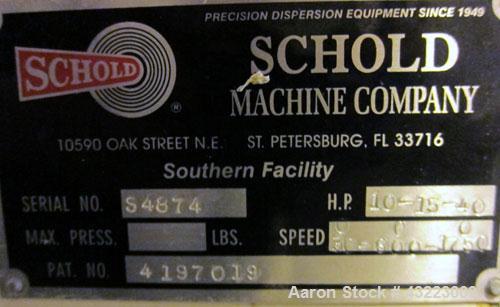 PRECISION DISPERSION EQUIPMENT SINCE 1949
SCHOLD
SCHOLD
MACHINE COMPANY
®
10590 OAK STREET N.E. ST. PETERSBURG, FL 33716
Southern Facility
SERIAL NO. S4874 H.P. 10-15-40
MAX. PRESS. LBS. SPEED
PAT. NO. 4197019
Aaron Stock #